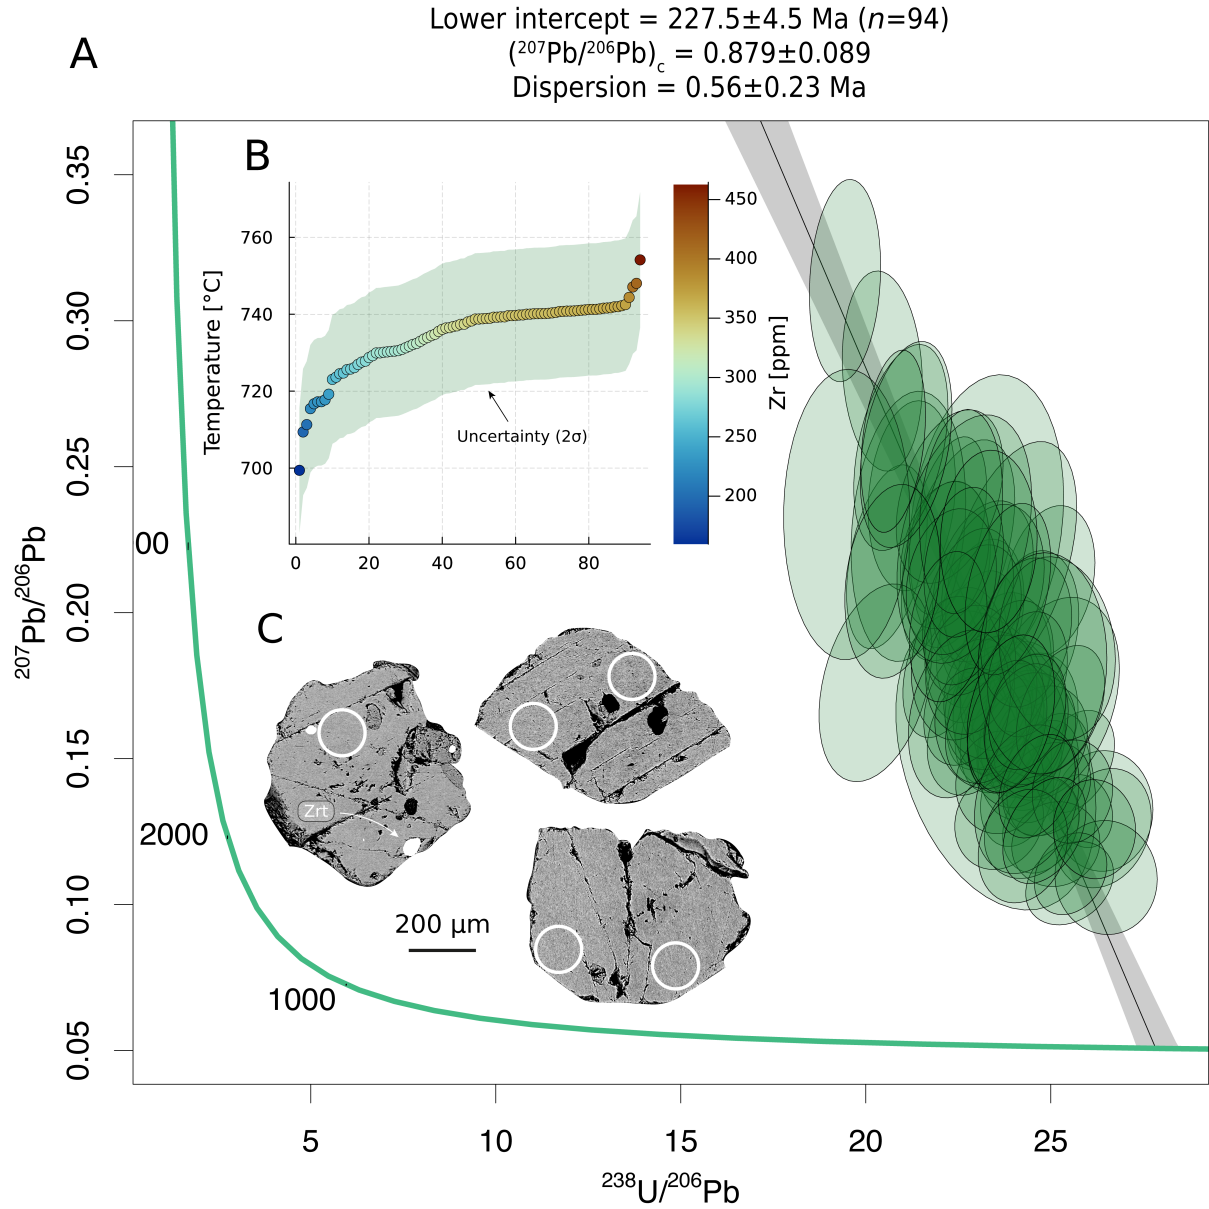 Lower intercept = 227.5±4.5 Ma (n=94)
(²⁰⁷Pb/²⁰⁶Pb)c = 0.879±0.089
Dispersion = 0.56±0.23 Ma
A
B
760
740
720
700
Temperature [°C]
0
20
40
60
80
Uncertainty (2σ)
450
400
350
300
250
200
Zr [ppm]
C
Zrt
200 µm
00
2000
1000
0.35
0.30
0.25
0.20
0.15
0.10
0.05
²⁰⁷Pb/²⁰⁶Pb
5
10
15
20
25
²³⁸U/²⁰⁶Pb